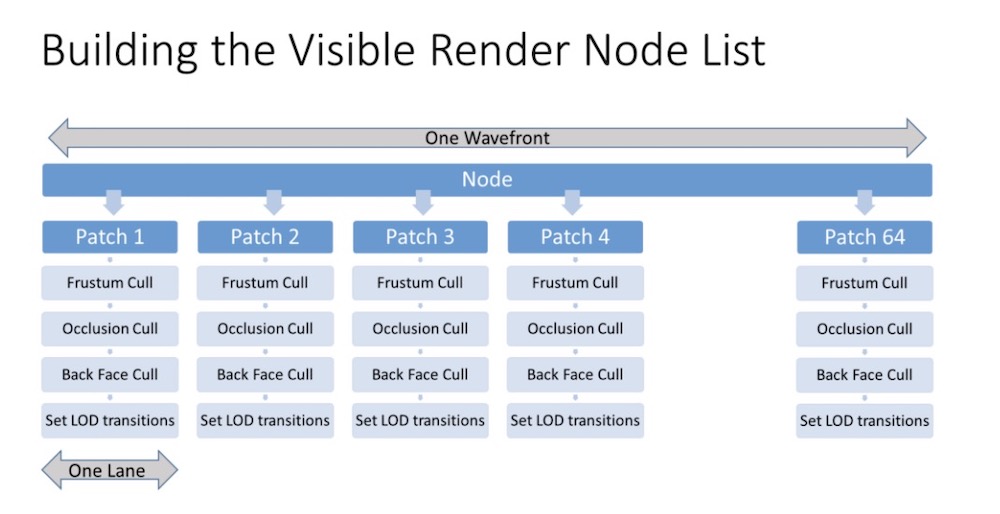 Building the Visible Render Node List
One Wavefront
Node
Patch 1
Patch 2
Patch 3
Patch 4
Patch 64
Frustum Cull
Frustum Cull
Frustum Cull
Frustum Cull
Frustum Cull
Occlusion Cull
Occlusion Cull
Occlusion Cull
Occlusion Cull
Occlusion Cull
Back Face Cull
Back Face Cull
Back Face Cull
Back Face Cull
Back Face Cull
Set LOD transitions
Set LOD transitions
Set LOD transitions
Set LOD transitions
Set LOD transitions
One Lane